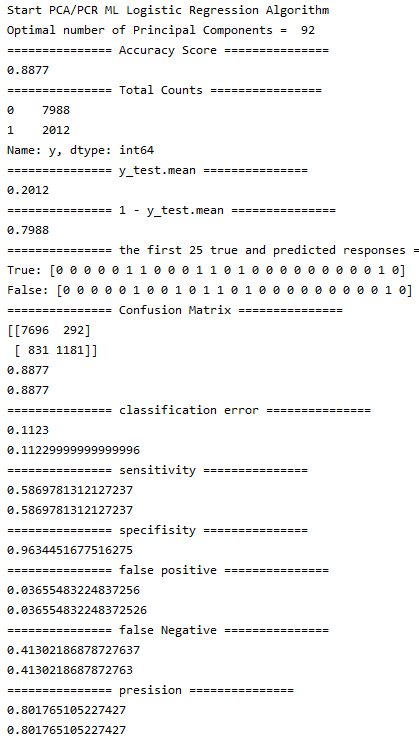 Start PCA/PCR ML Logistic Regression Algorithm
Optimal number of Principal Components =  92
=============== Accuracy Score ===============
0.8877
=============== Total Counts ================
0    7988
1    2012
Name: y, dtype: int64
=============== y_test.mean ===============
0.2012
=============== 1 - y_test.mean ===============
0.7988
=============== the first 25 true and predicted responses =
True: [0 0 0 0 0 1 1 0 0 0 1 1 0 1 0 0 0 0 0 0 0 0 0 1 0]
False: [0 0 0 0 0 1 0 0 1 0 1 1 0 1 0 0 0 0 0 0 0 0 0 1 0]
=============== Confusion Matrix ===============
[[7696  292]
 [ 831 1181]]
0.8877
0.8877
=============== classification error ===============
0.1123
0.11229999999999996
=============== sensitivity ===============
0.5869781312127237
0.5869781312127237
=============== specifisity ===============
0.9634451677516275
=============== false positive ===============
0.03655483224837256
0.036554832248372526
=============== false Negative ===============
0.41302186878727637
0.4130218687872763
=============== presision ===============
0.801765105227427
0.801765105227427